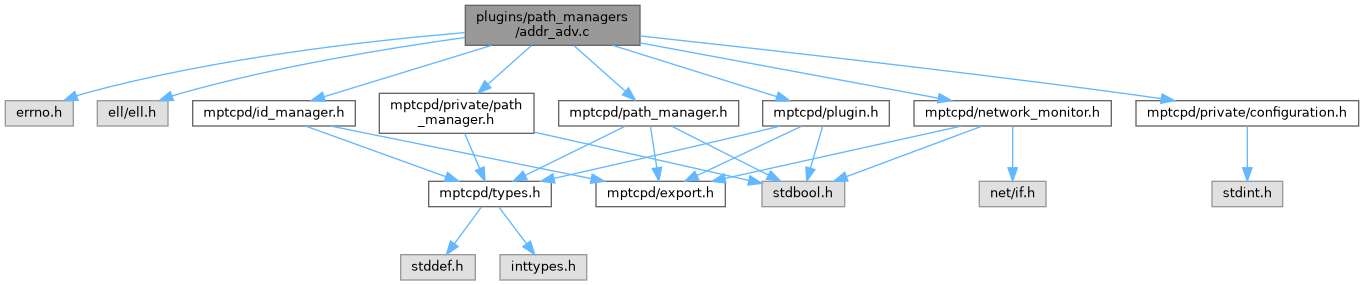 plugins/path_managers
/addr_adv.c
errno.h
ell/ell.h
mptcpd/id_manager.h
mptcpd/private/path
_manager.h
mptcpd/path_manager.h
mptcpd/plugin.h
mptcpd/network_monitor.h
mptcpd/private/configuration.h
mptcpd/types.h
mptcpd/export.h
stdbool.h
net/if.h
stdint.h
stddef.h
inttypes.h